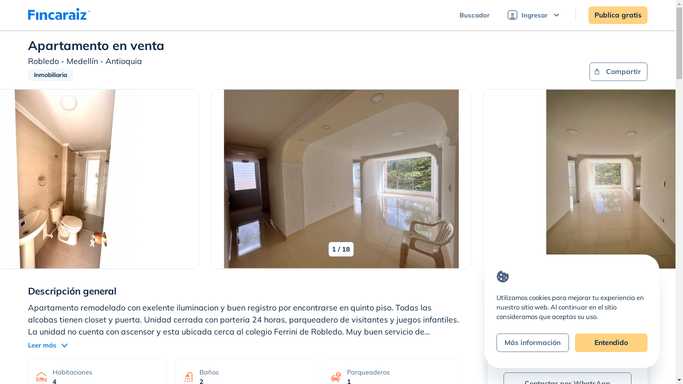 Fincaraiz
Buscador
Ingresar
Publica gratis
Apartamento en venta
Robledo - Medellín - Antioquia
Inmobiliaria
Compartir
1 / 18
Descripción general
Apartamento remodelado con exelente iluminacion y buen registro por encontrarse en quinto piso. Todas las
alcobas tienen closet y puerta. Unidad cerrada con portería 24 horas, parqueadero de visitantes y juegos infantiles.
La unidad no cuenta con ascensor y esta ubicada cerca al colegio Ferrini de Robledo. Muy buen servicio de...
Leer más
Habitaciones
4
Baños
2
Parqueaderos
1
Utilizamos cookies para mejorar tu experiencia en
nuestro sitio web. Al continuar en el sitio
consideramos que aceptas su uso.
Más información
Entendido
Contactar por WhatsApp